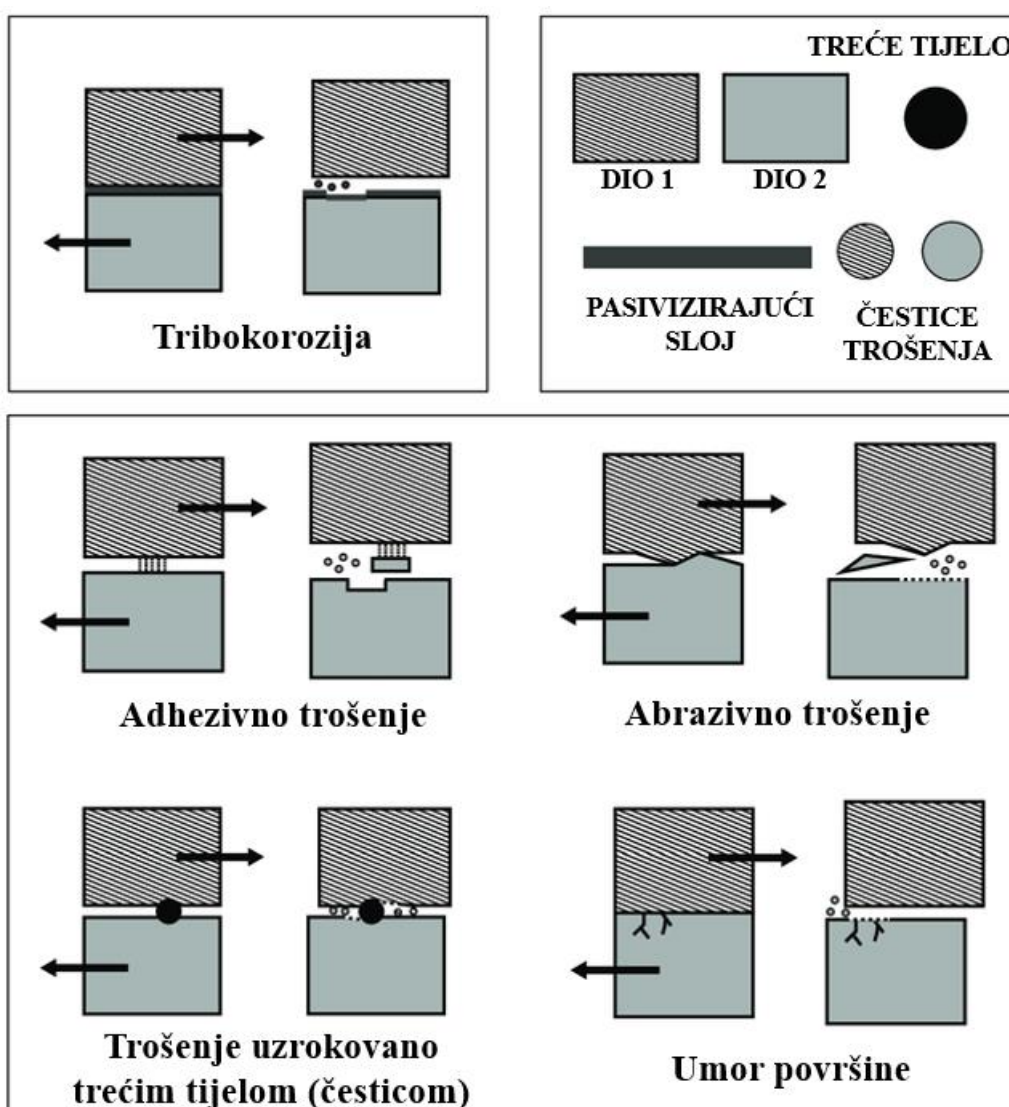 TREĆE TIJELO
DIO 1
DIO 2
PASIVIZIRAJUĆI
SLOJ
ČESTICE
TROŠENJA
Tribokorozija
Adhezivno trošenje
Abrazivno trošenje
Trošenje uzrokovano
trećim tijelom (česticom)
Umor površine